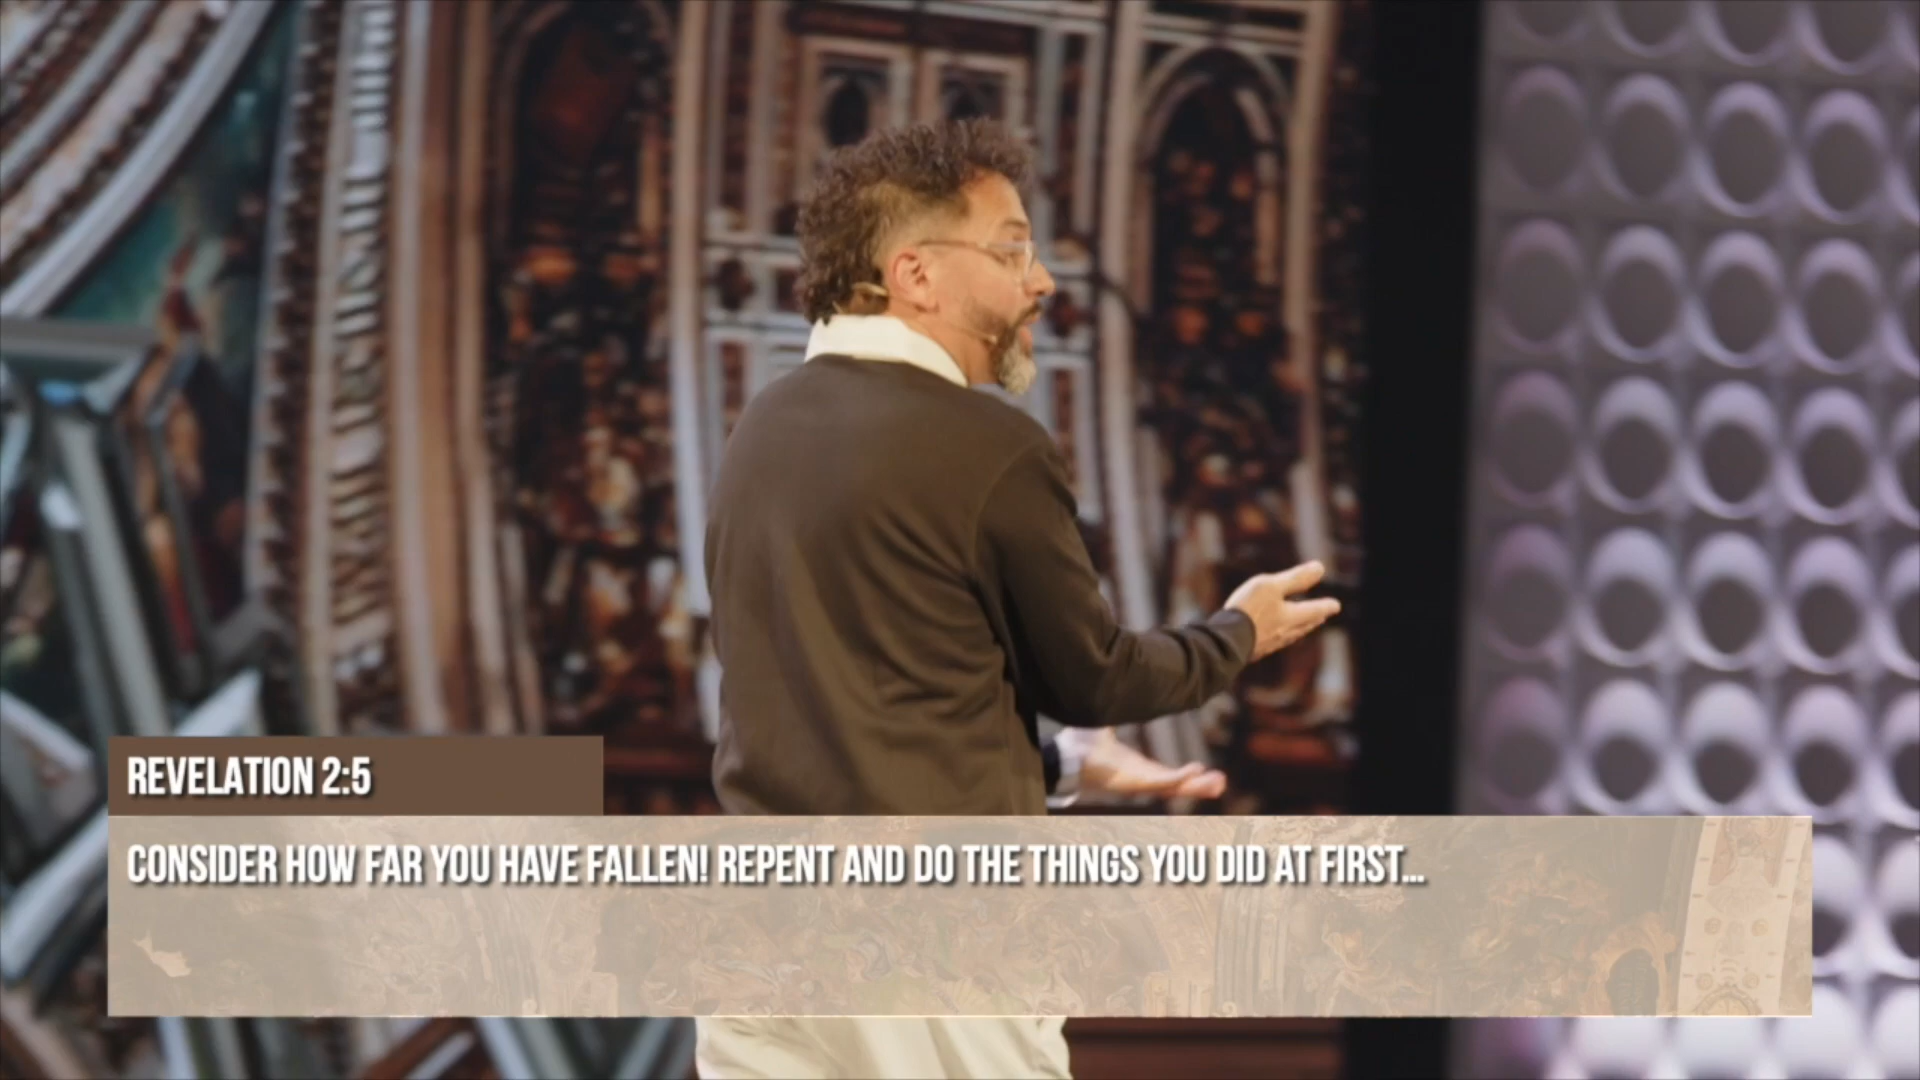 REVELATION 2:5
CONSIDER HOW FAR YOU HAVE FALLEN! REPENT AND DO THE THINGS YOU DID AT FIRST...